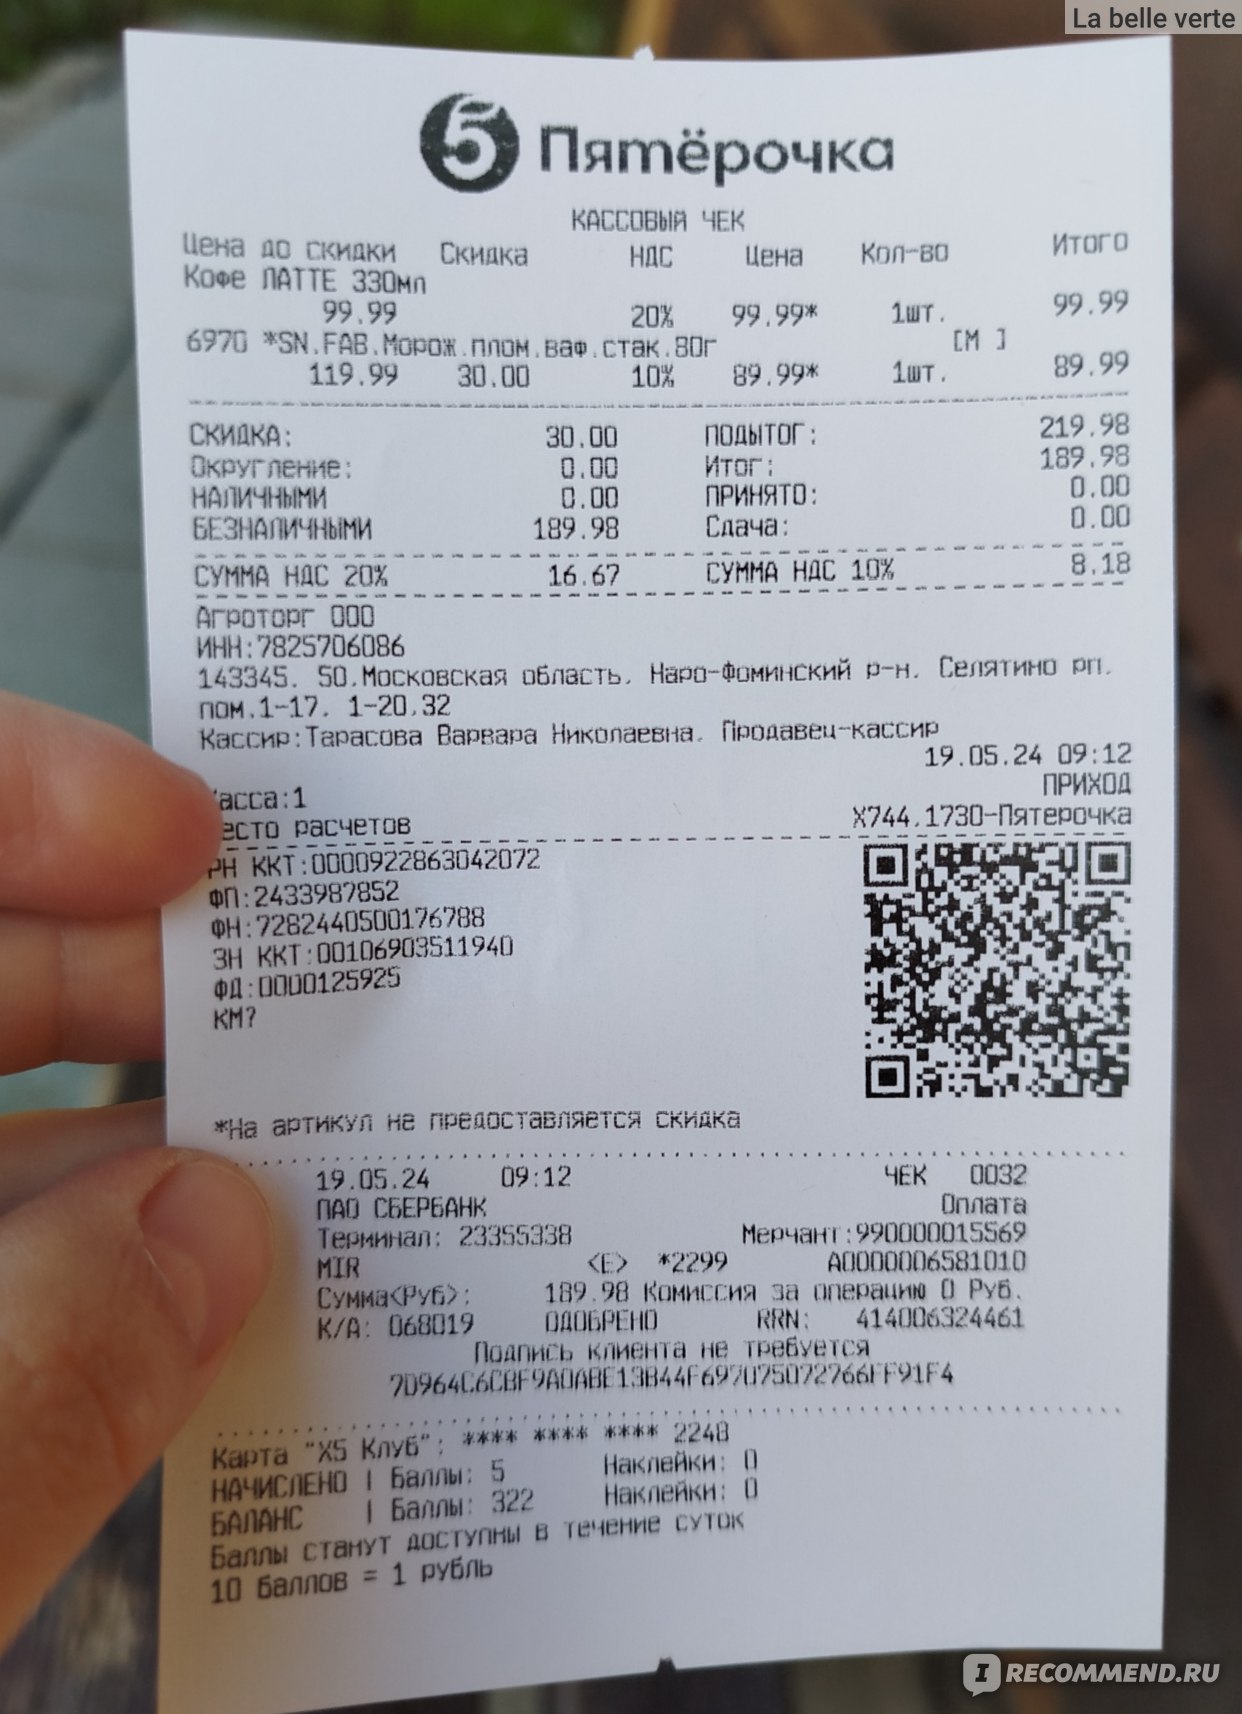 La belle verte
5 Пятёрочка
КАССОВЫЙ ЧЕК
Цена до скидки Скидка НДС Цена Кол-во Итого
Кофе ЛАТТЕ 330мл
99.99 20% 99.99* 1шт. 99.99
6970 *SN.FAB.Морож.плом.ваф.стак.80г [М ]
119.99 30.00 10% 89.99* 1шт. 89.99
СКИДКА: 30.00 ПОДЫТОГ: 219.98
Округление: 0.00 Итог: 189.98
НАЛИЧНЫМИ 0.00 ПРИНЯТО: 0.00
БЕЗНАЛИЧНЫМИ 189.98 Сдача: 0.00
СУММА НДС 20% 16.67 СУММА НДС 10% 8.18
Агроторг ООО
ИНН:7825706086
143345, 50,Московская область, Наро-Фоминский р-н, Селятино рп,
пом.1-17, 1-20,32
Кассир:Тарасова Варвара Николаевна, Продавец-кассир
19.05.24 09:12
асса:1 ПРИХОД
есто расчетов X744,1730-Пятерочка
РН ККТ:0000922863042072
ФП:2433987852
ФН:7282440500176788
ЗН ККТ:00106903511940
ФД:0000125925
КМ?
*На артикул не предоставляется скидка
19.05.24 09:12 ЧЕК 0032
ПАО СБЕРБАНК Оплата
Терминал: 23355338 Мерчант:990000015569
MIR <E> *2299 A0000006581010
Сумма<Руб>: 189.98 Комиссия за операцию 0 Руб.
К/А: 068019 ОДОБРЕНО RRN: 414006324461
Подпись клиента не требуется
7D964C6CBF9A0ABE13B44F697075072766FF91F4
Карта "X5 Клуб": **** **** **** 2248
НАЧИСЛЕНО | Баллы: 5 Наклейки: 0
БАЛАНС | Баллы: 322 Наклейки: 0
Баллы станут доступны в течение суток
10 баллов = 1 рубль
IRECOMMEND.RU